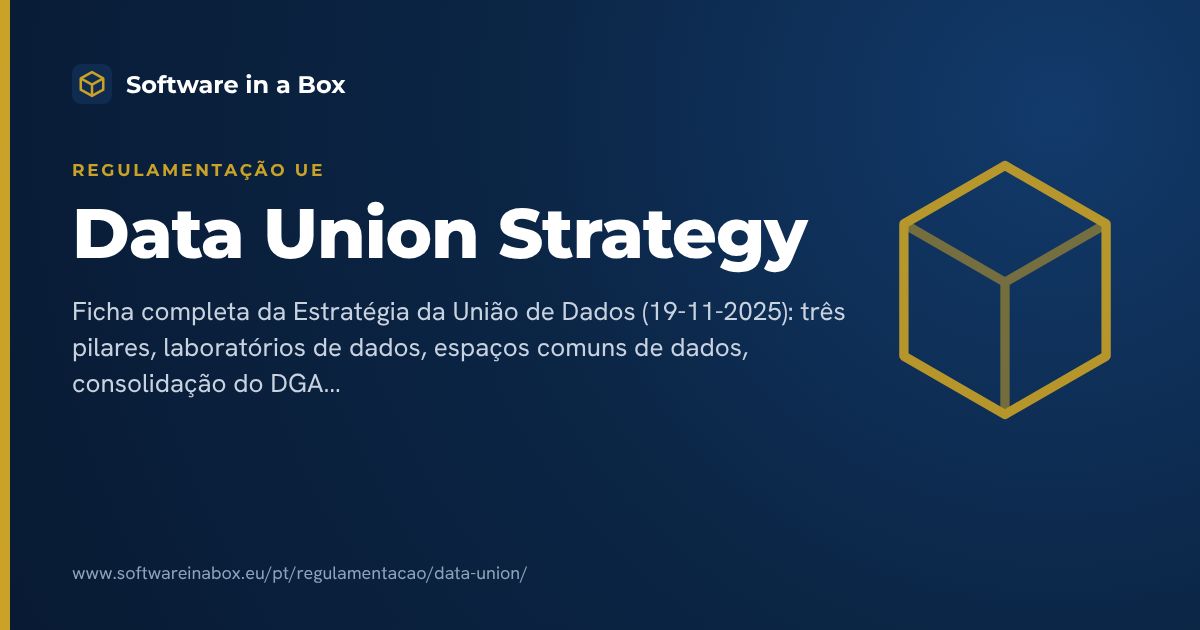 Software in a Box
REGULAMENTAÇÃO UE
Data Union Strategy
Ficha completa da Estratégia da União de Dados (19-11-2025): três
pilares, laboratórios de dados, espaços comuns de dados,
consolidação do DGA…
www.softwareinabox.eu/pt/regulamentacao/data-union/